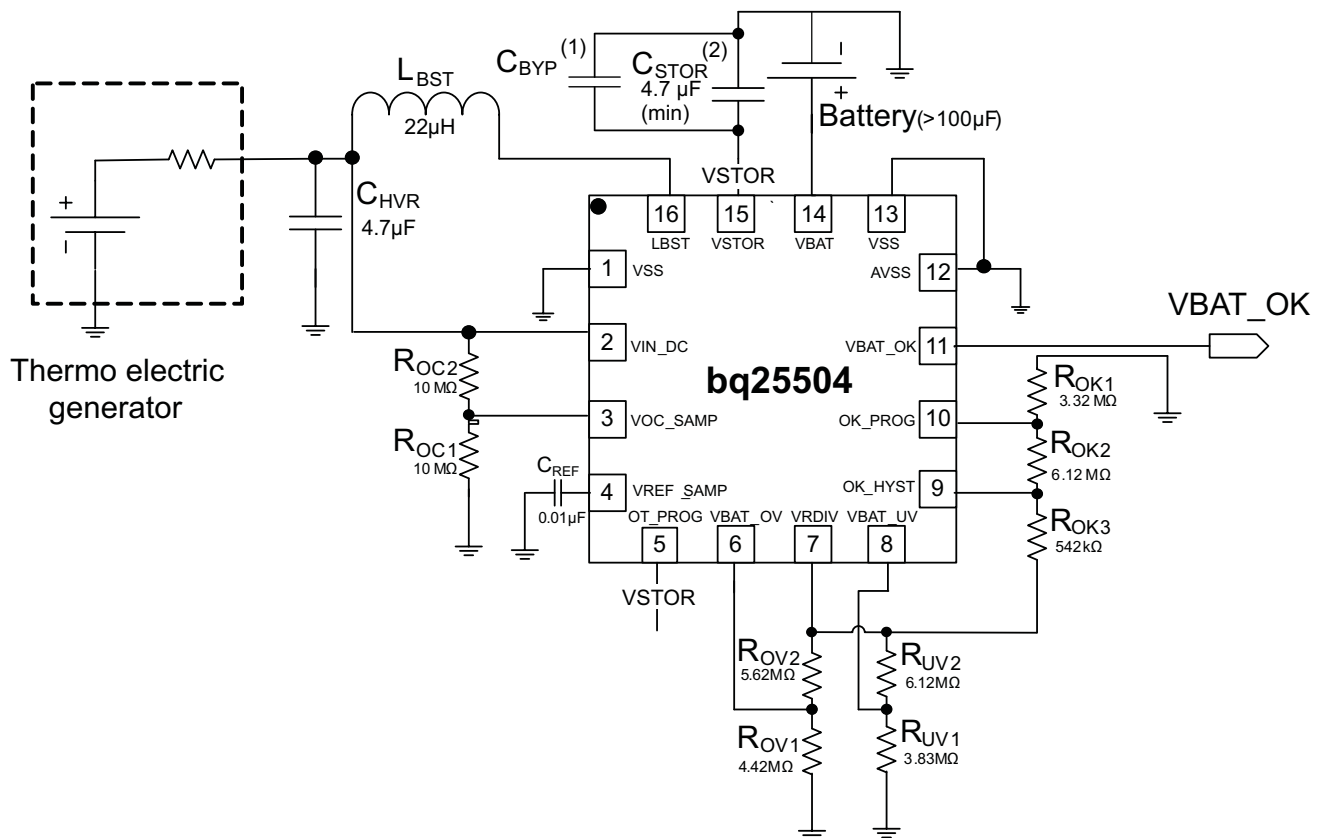 Thermo electric
generator
+
–
LBST
22µH
CHVR
4.7µF
CBYP (1)
CSTOR (2)
4.7 µF
(min)
–
+
Battery(>100µF)
VSTOR
16
LBST
15
VSTOR
14
VBAT
13
VSS
1
VSS
2
VIN_DC
3
VOC_SAMP
4
VREF_SAMP
bq25504
AVSS
12
VBAT_OK
11
OK_PROG
10
OK_HYST
9
OT_PROG
5
VBAT_OV
6
VRDIV
7
VBAT_UV
8
VSTOR
VBAT_OK
ROC2
10 MΩ
ROC1
10 MΩ
CREF
0.01µF
ROK1
3.32 MΩ
ROK2
6.12 MΩ
ROK3
542kΩ
ROV2
5.62MΩ
ROV1
4.42MΩ
RUV2
6.12MΩ
RUV1
3.83MΩ